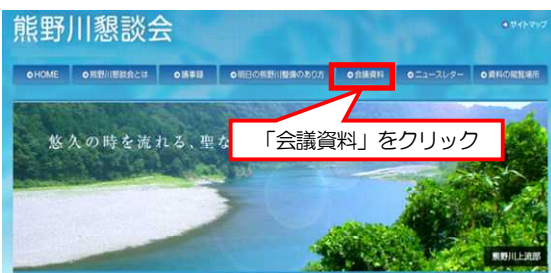 熊野川懇談会
サイトマップ
HOME 熊野川懇談会とは 議事録 明日の熊野川整備のあり方 会議資料 ニュースレター 資料の閲覧場所
悠久の時を流れる、聖な
「会議資料」をクリック
熊野川上流部